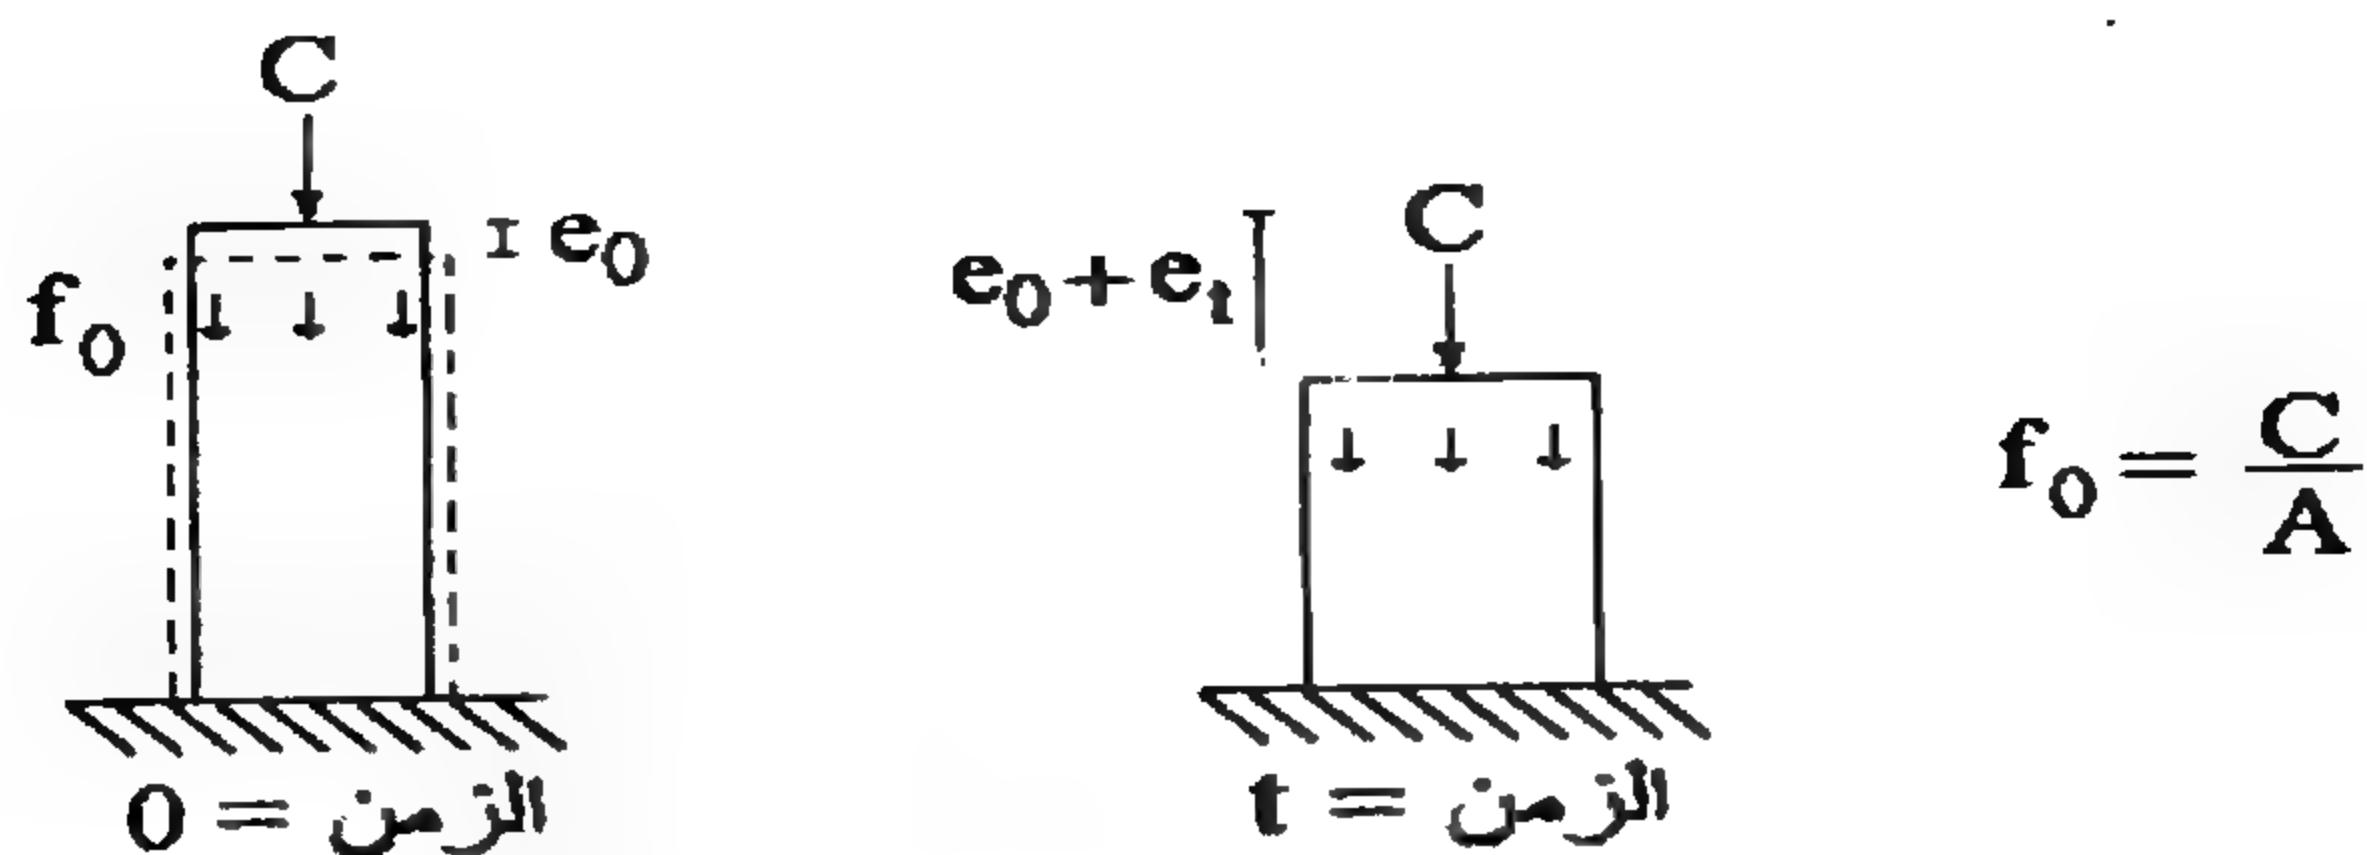 C
e₀
f₀
الزمن = 0
C
e₀ + eₜ
الزمن = t
f₀ = C/A